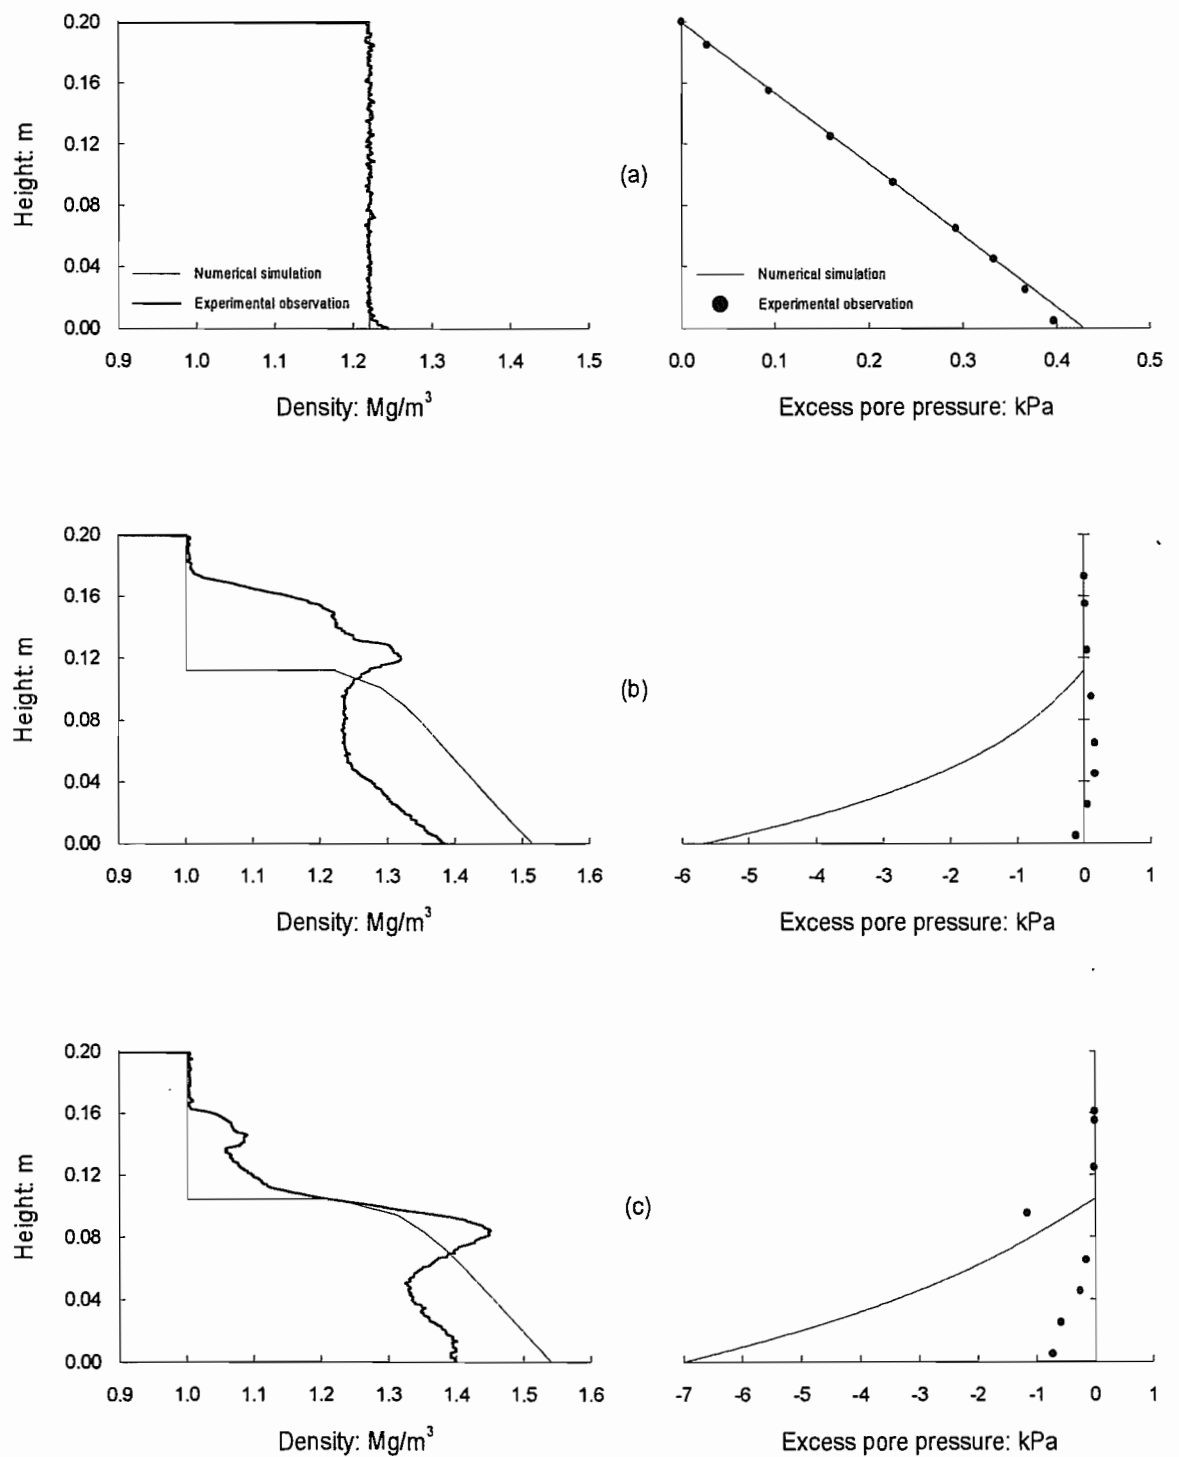 0.20
0.16
0.12
0.08
0.04
0.00
Height: m
Numerical simulation
Experimental observation
0.9 1.0 1.1 1.2 1.3 1.4 1.5
Density: Mg/m³
(a)
Numerical simulation
Experimental observation
0.0 0.1 0.2 0.3 0.4 0.5
Excess pore pressure: kPa
0.20
0.16
0.12
0.08
0.04
0.00
Height: m
0.9 1.0 1.1 1.2 1.3 1.4 1.5 1.6
Density: Mg/m³
(b)
-6 -5 -4 -3 -2 -1 0 1
Excess pore pressure: kPa
0.20
0.16
0.12
0.08
0.04
0.00
Height: m
0.9 1.0 1.1 1.2 1.3 1.4 1.5 1.6
Density: Mg/m³
(c)
-7 -6 -5 -4 -3 -2 -1 0 1
Excess pore pressure: kPa